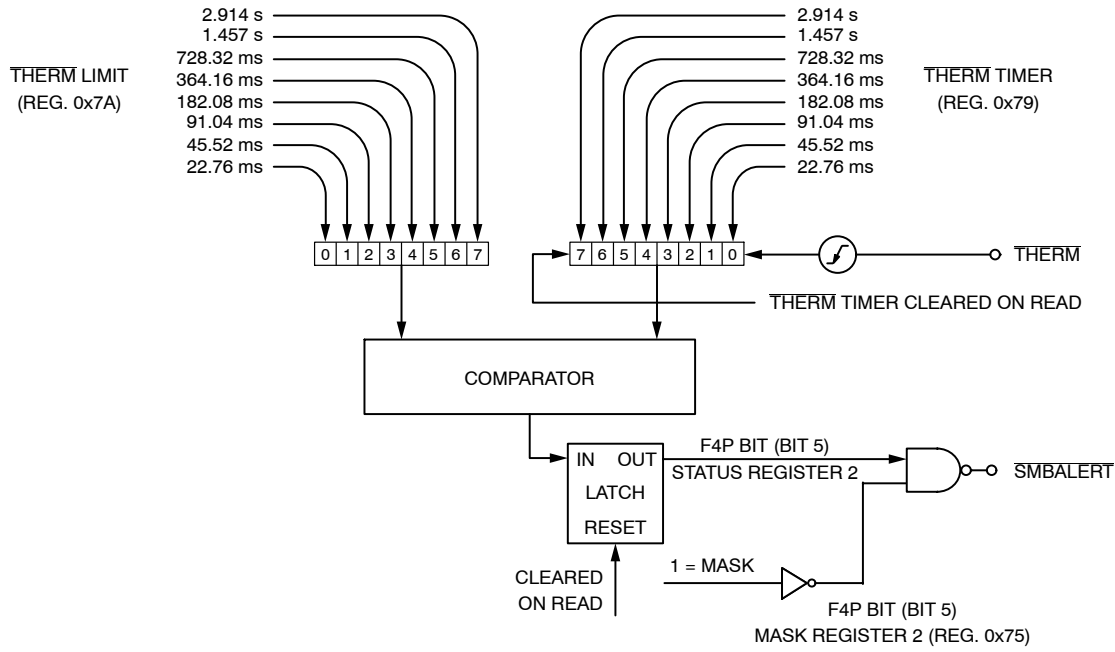 2.914 s
1.457 s
728.32 ms
364.16 ms
182.08 ms
91.04 ms
45.52 ms
22.76 ms
THERM LIMIT
(REG. 0x7A)
2.914 s
1.457 s
728.32 ms
364.16 ms
182.08 ms
91.04 ms
45.52 ms
22.76 ms
THERM TIMER
(REG. 0x79)
0 1 2 3 4 5 6 7
7 6 5 4 3 2 1 0
THERM
THERM TIMER CLEARED ON READ
COMPARATOR
IN OUT
LATCH
RESET
F4P BIT (BIT 5)
STATUS REGISTER 2
SMBALERT
CLEARED
ON READ
1 = MASK
F4P BIT (BIT 5)
MASK REGISTER 2 (REG. 0x75)